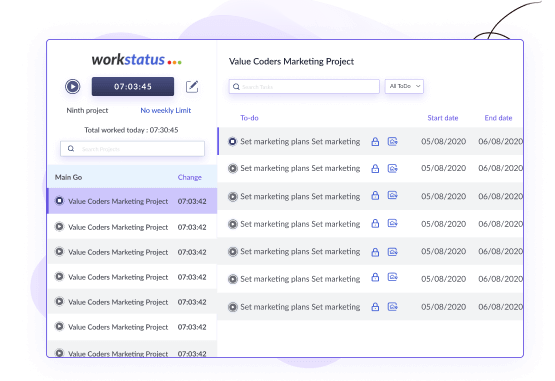 workstatus
07:03:45
Ninth project No weekly Limit
Total worked today : 07:30:45
Search Projects
Main Go Change
Value Coders Marketing Project 07:03:42
Value Coders Marketing Project 07:03:42
Value Coders Marketing Project 07:03:42
Value Coders Marketing Project 07:03:42
Value Coders Marketing Project 07:03:42
Value Coders Marketing Project 07:03:42
Value Coders Marketing Project 07:03:42
Value Coders Marketing Project
Search Tasks All ToDo
To-do Start date End date
Set marketing plans Set marketing 05/08/2020 06/08/2020
Set marketing plans Set marketing 05/08/2020 06/08/2020
Set marketing plans Set marketing 05/08/2020 06/08/2020
Set marketing plans Set marketing 05/08/2020 06/08/2020
Set marketing plans Set marketing 05/08/2020 06/08/2020
Set marketing plans Set marketing 05/08/2020 06/08/2020
Set marketing plans Set marketing 05/08/2020 06/08/2020